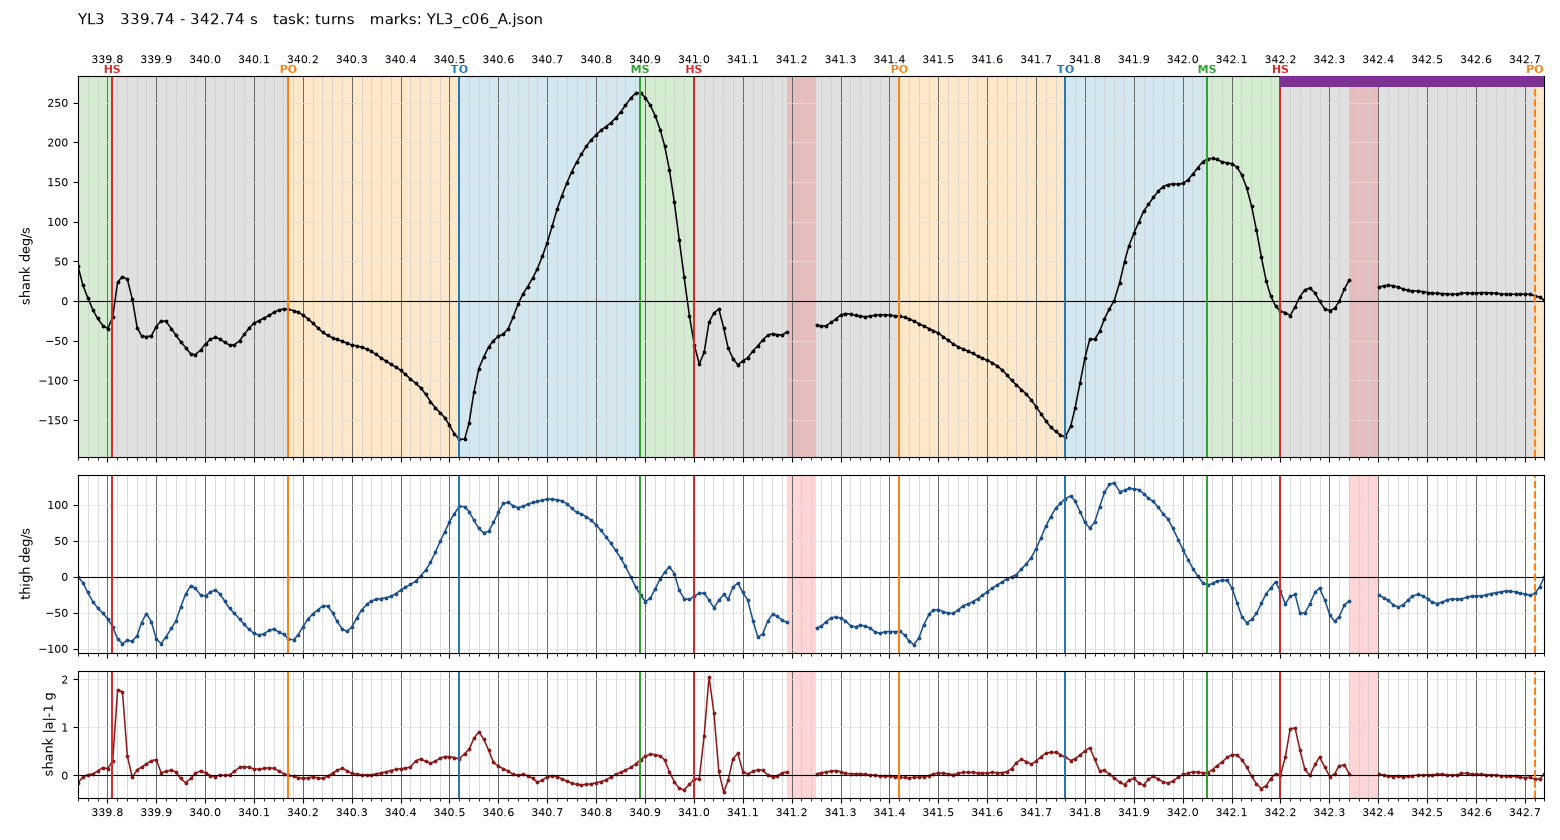 YL3   339.74 - 342.74 s   task: turns   marks: YL3_c06_A.json
339.8 339.9 340.0 340.1 340.2 340.3 340.4 340.5 340.6 340.7 340.8 340.9 341.0 341.1 341.2 341.3 341.4 341.5 341.6 341.7 341.8 341.9 342.0 342.1 342.2 342.3 342.4 342.5 342.6 342.7
HS PO TO MS HS PO TO MS HS PO
250
200
150
100
50
0
−50
−100
−150
shank deg/s
100
50
0
−50
−100
thigh deg/s
2
1
0
shank |a|-1 g
339.8 339.9 340.0 340.1 340.2 340.3 340.4 340.5 340.6 340.7 340.8 340.9 341.0 341.1 341.2 341.3 341.4 341.5 341.6 341.7 341.8 341.9 342.0 342.1 342.2 342.3 342.4 342.5 342.6 342.7